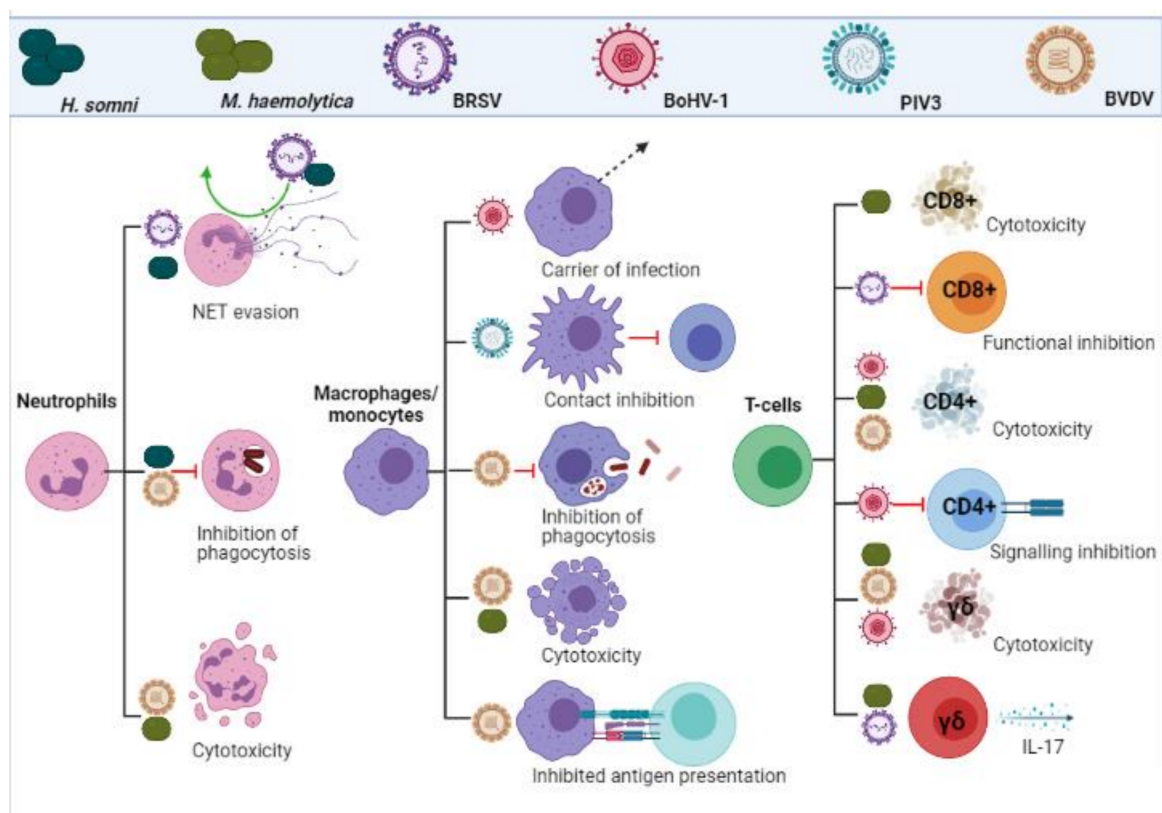 H. somni
M. haemolytica
BRSV
BoHV-1
PIV3
BVDV
Neutrophils
NET evasion
Inhibition of
phagocytosis
Cytotoxicity
Macrophages/
monocytes
Carrier of infection
Contact inhibition
Inhibition of
phagocytosis
Cytotoxicity
Inhibited antigen presentation
T-cells
CD8+
Cytotoxicity
CD8+
Functional inhibition
CD4+
Cytotoxicity
CD4+
Signalling inhibition
γδ
Cytotoxicity
γδ
IL-17